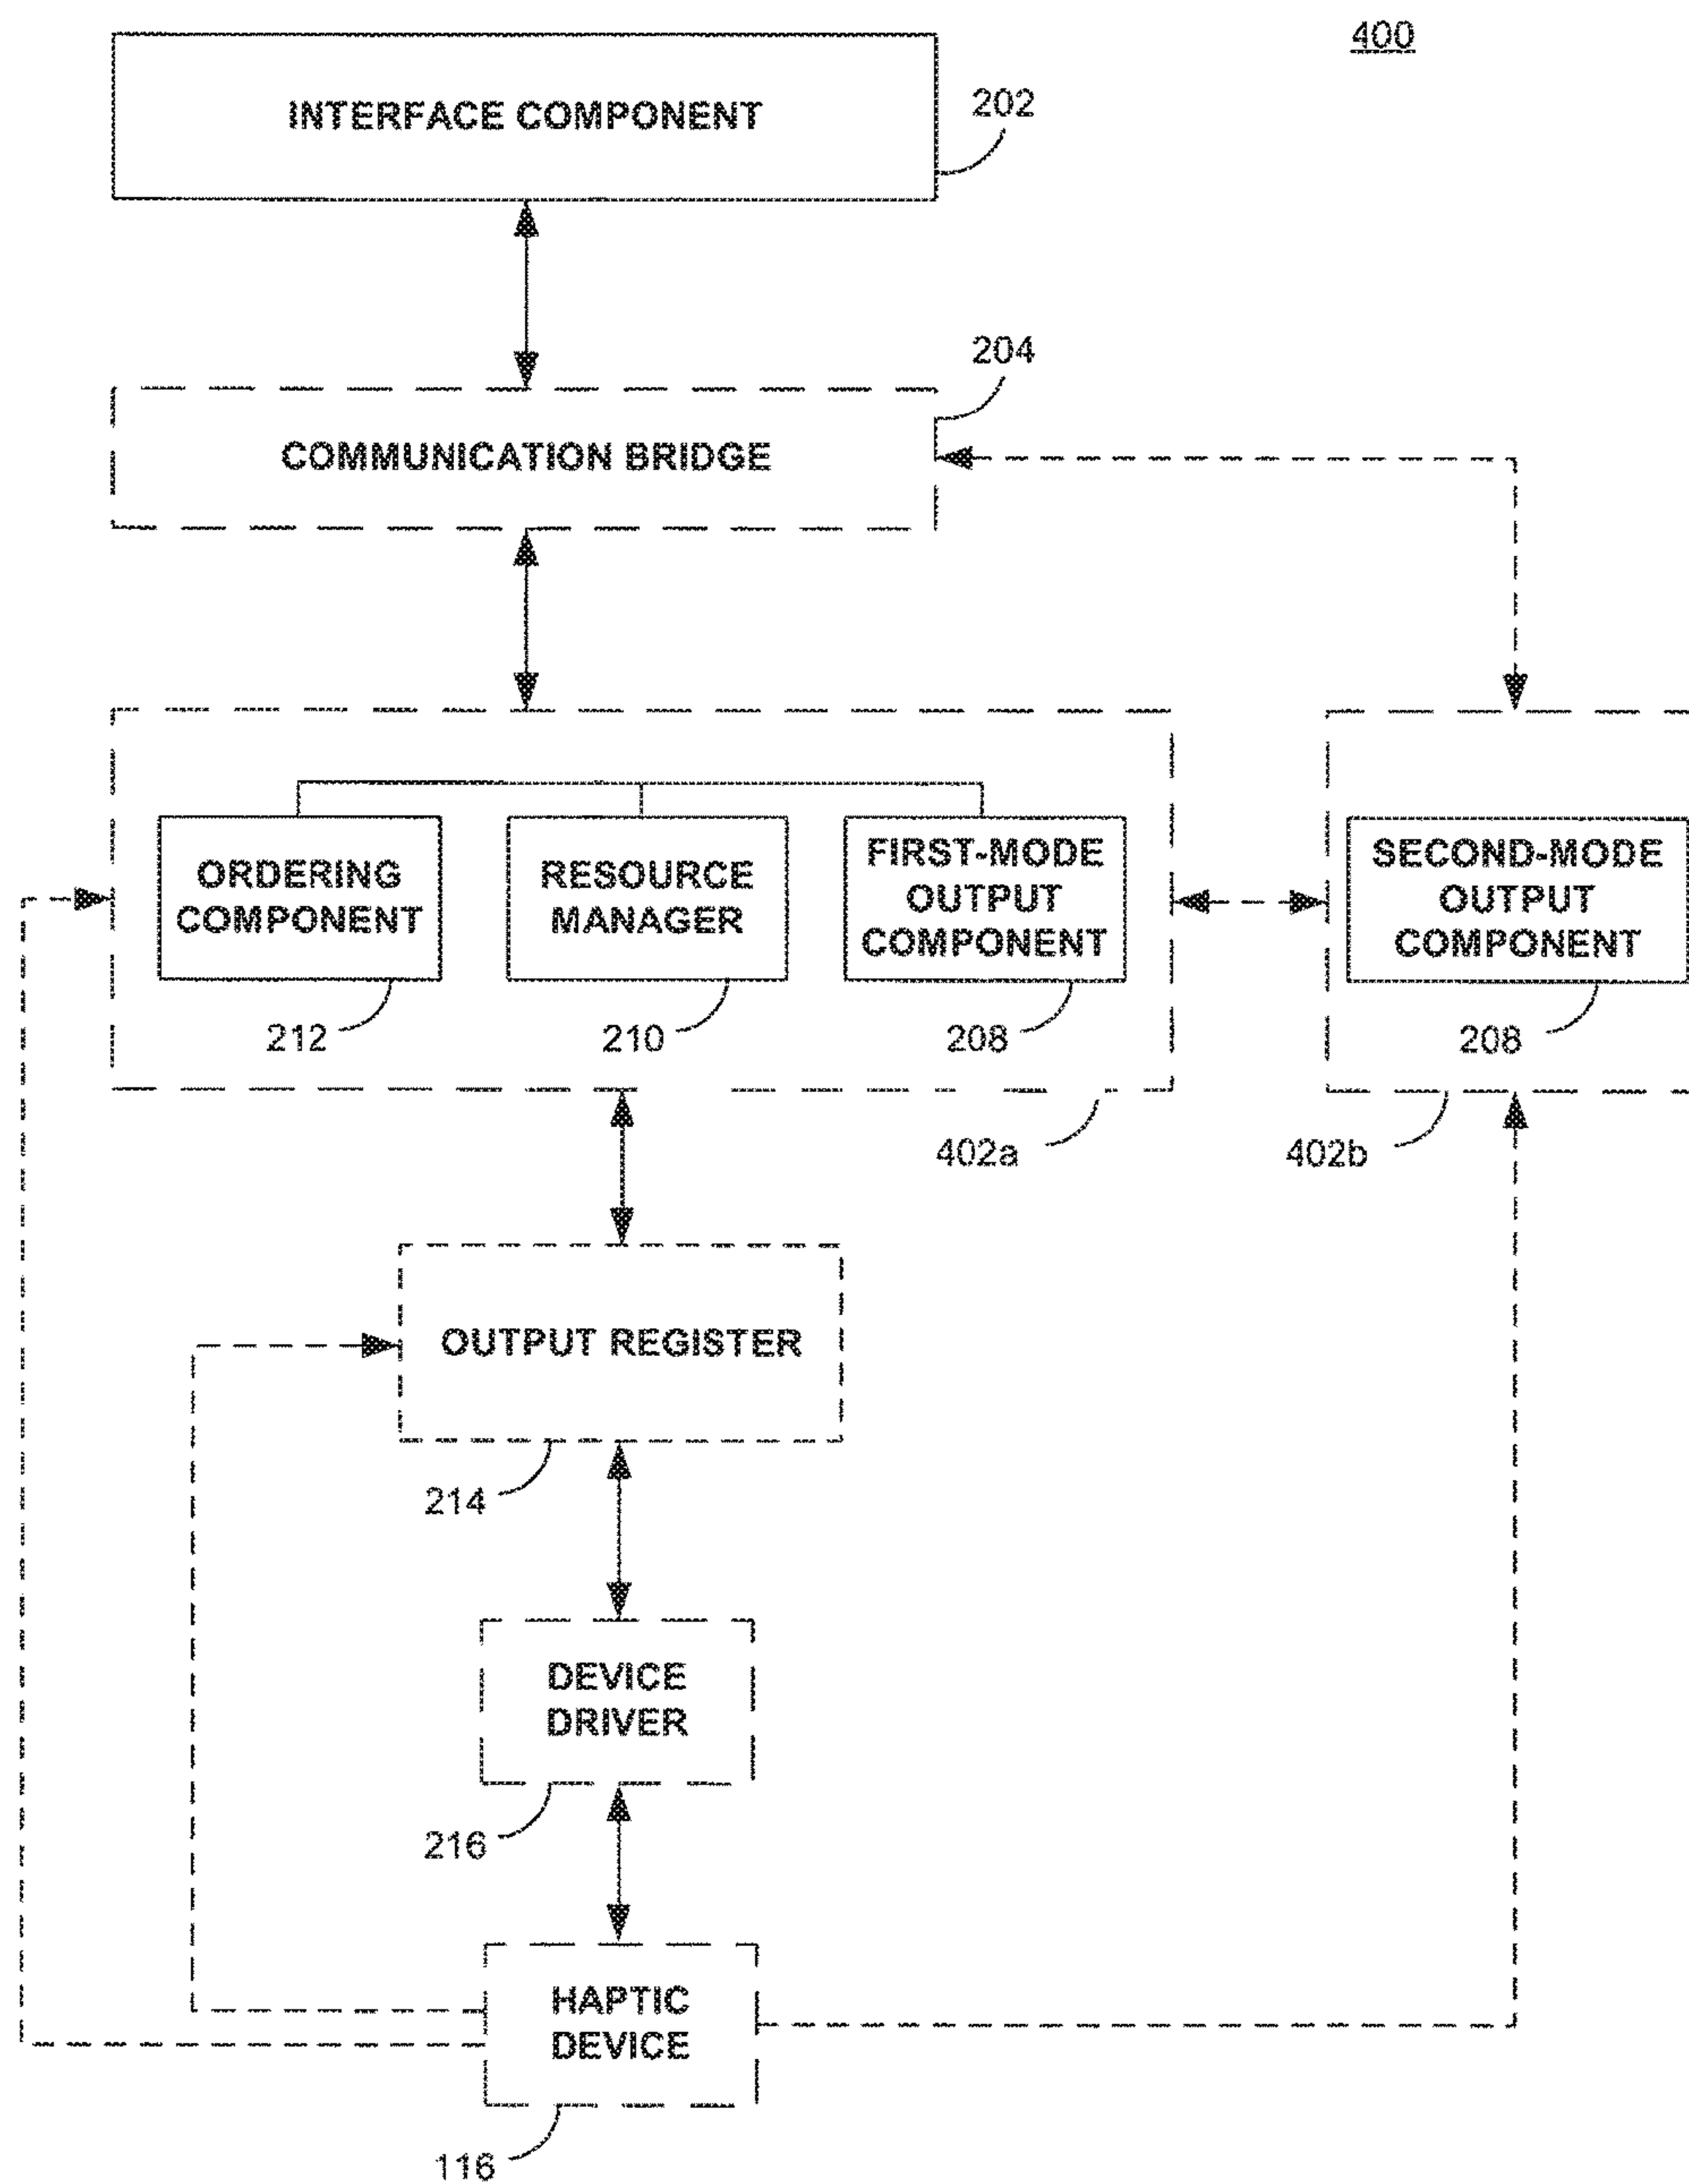 400
INTERFACE COMPONENT
202
204
COMMUNICATION BRIDGE
ORDERING
COMPONENT
RESOURCE
MANAGER
FIRST-MODE
OUTPUT
COMPONENT
SECOND-MODE
OUTPUT
COMPONENT
212
210
208
208
402a
402b
OUTPUT REGISTER
214
DEVICE
DRIVER
216
HAPTIC
DEVICE
116